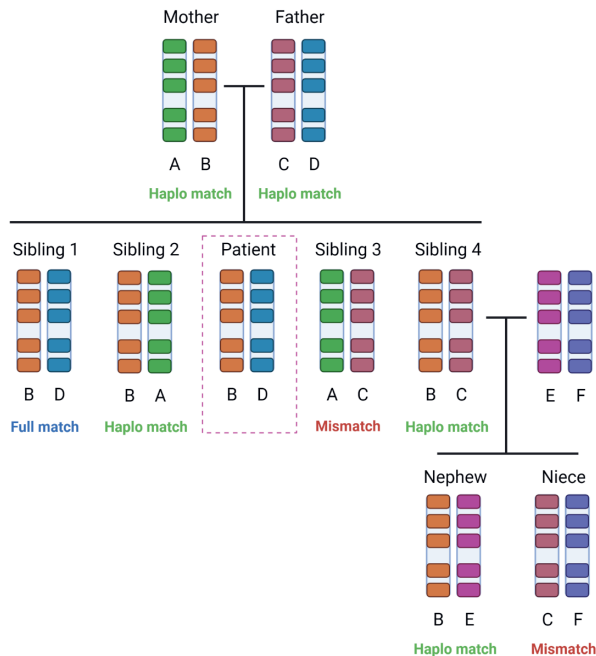 Mother Father
A B C D
Haplo match Haplo match
Sibling 1 Sibling 2 Patient Sibling 3 Sibling 4
B D B A B D A C B C E F
Full match Haplo match Mismatch Haplo match
Nephew Niece
B E C F
Haplo match Mismatch